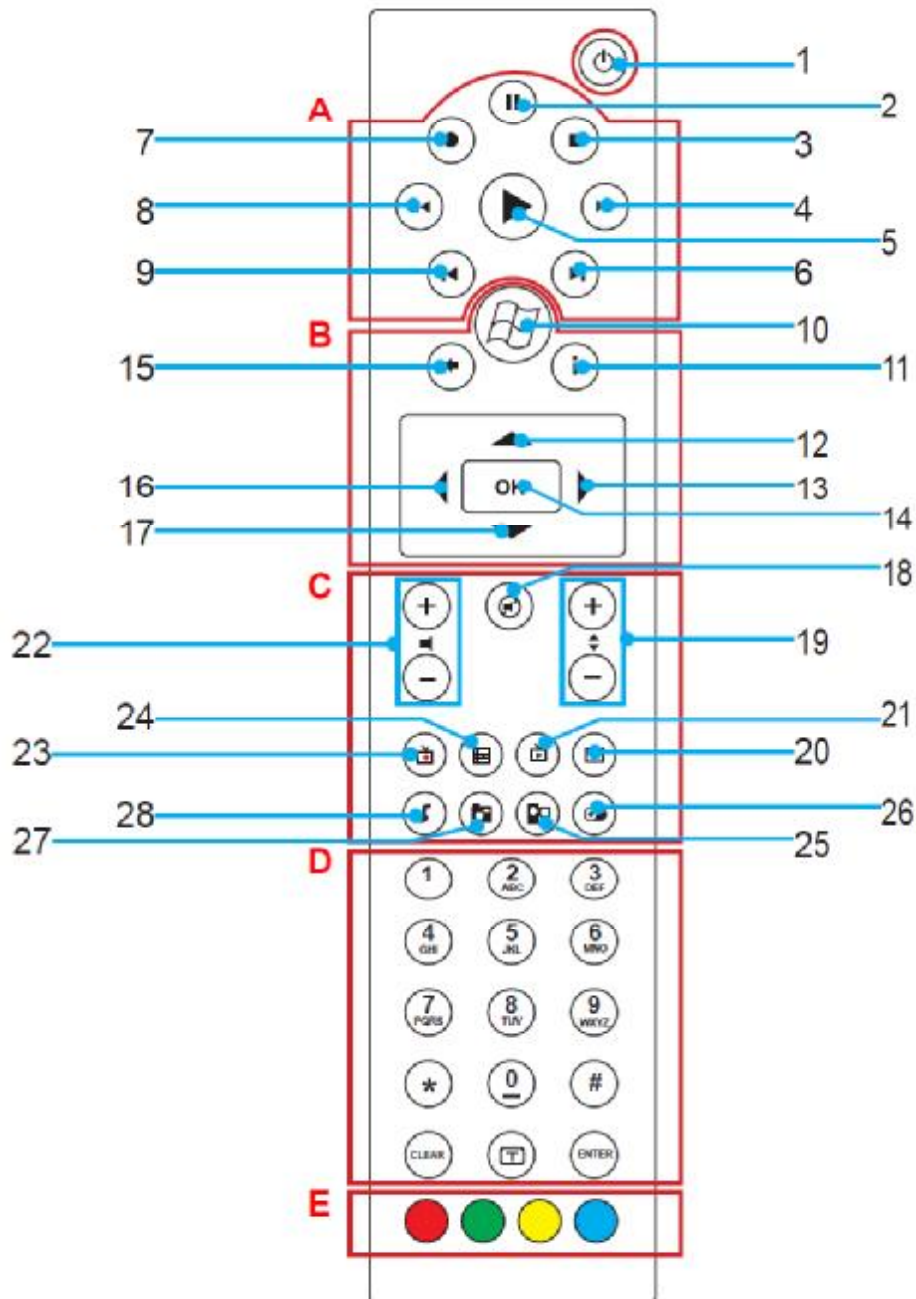 1
A
2
7
3
8
4
5
9
6
10
B
15
11
12
16
OK
13
14
17
18
C
22
19
24
21
23
20
28
26
27
25
D
1 2 3
ABC DEF
4 5 6
GHI JKL MNO
7 8 9
PQRS TUV WXYZ
* 0 #
CLEAR T ENTER
E